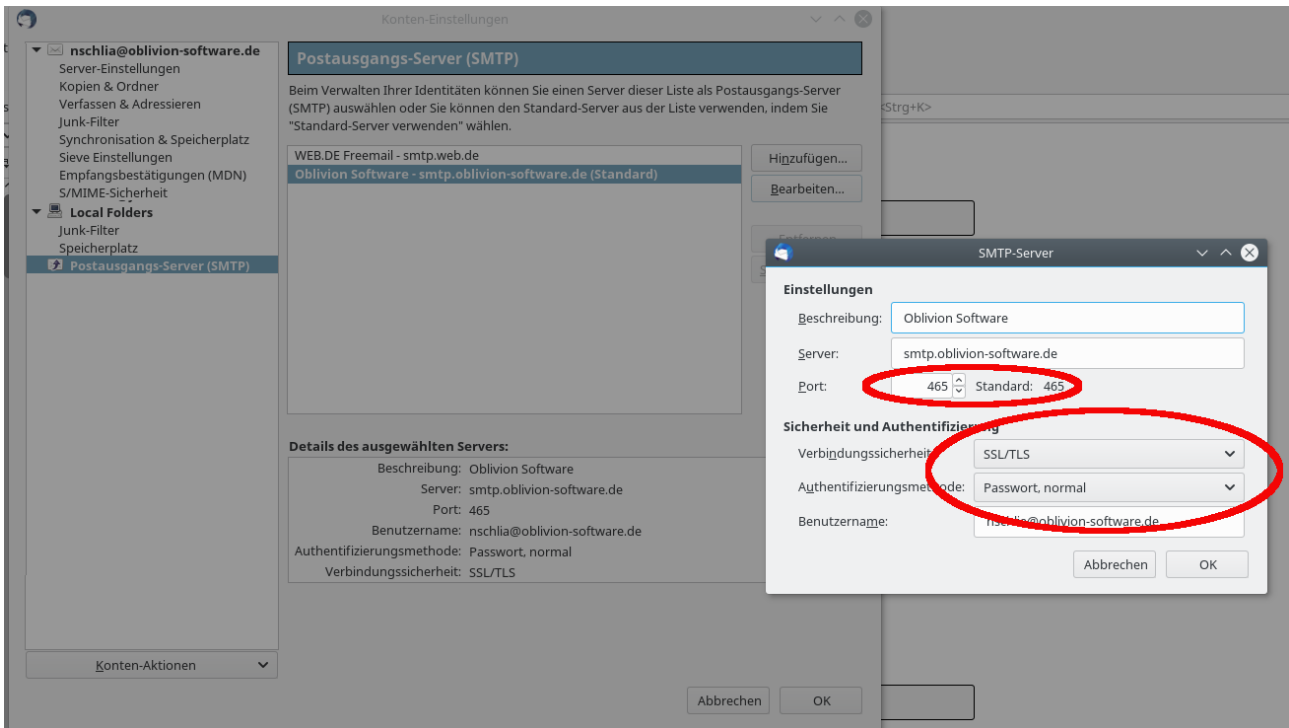 Konten-Einstellungen
nschlia@oblivion-software.de
Server-Einstellungen
Kopien & Ordner
Verfassen & Adressieren
Junk-Filter
Synchronisation & Speicherplatz
Sieve Einstellungen
Empfangsbestätigungen (MDN)
S/MIME-Sicherheit
Local Folders
Junk-Filter
Speicherplatz
Postausgangs-Server (SMTP)
Konten-Aktionen
Postausgangs-Server (SMTP)
Beim Verwalten Ihrer Identitäten können Sie einen Server dieser Liste als Postausgangs-Server
(SMTP) auswählen oder Sie können den Standard-Server aus der Liste verwenden, indem Sie
"Standard-Server verwenden" wählen.
WEB.DE Freemail - smtp.web.de
Oblivion Software - smtp.oblivion-software.de (Standard)
Hinzufügen...
Bearbeiten...
Entfernen
Details des ausgewählten Servers:
Beschreibung: Oblivion Software
Server: smtp.oblivion-software.de
Port: 465
Benutzername: nschlia@oblivion-software.de
Authentifizierungsmethode: Passwort, normal
Verbindungssicherheit: SSL/TLS
Abbrechen
OK
<Strg+K>
SMTP-Server
Einstellungen
Beschreibung: Oblivion Software
Server: smtp.oblivion-software.de
Port: 465 Standard: 465
Sicherheit und Authentifizierung
Verbindungssicherheit SSL/TLS
Authentifizierungsmethode: Passwort, normal
Benutzername: nschlia@oblivion-software.de
Abbrechen
OK